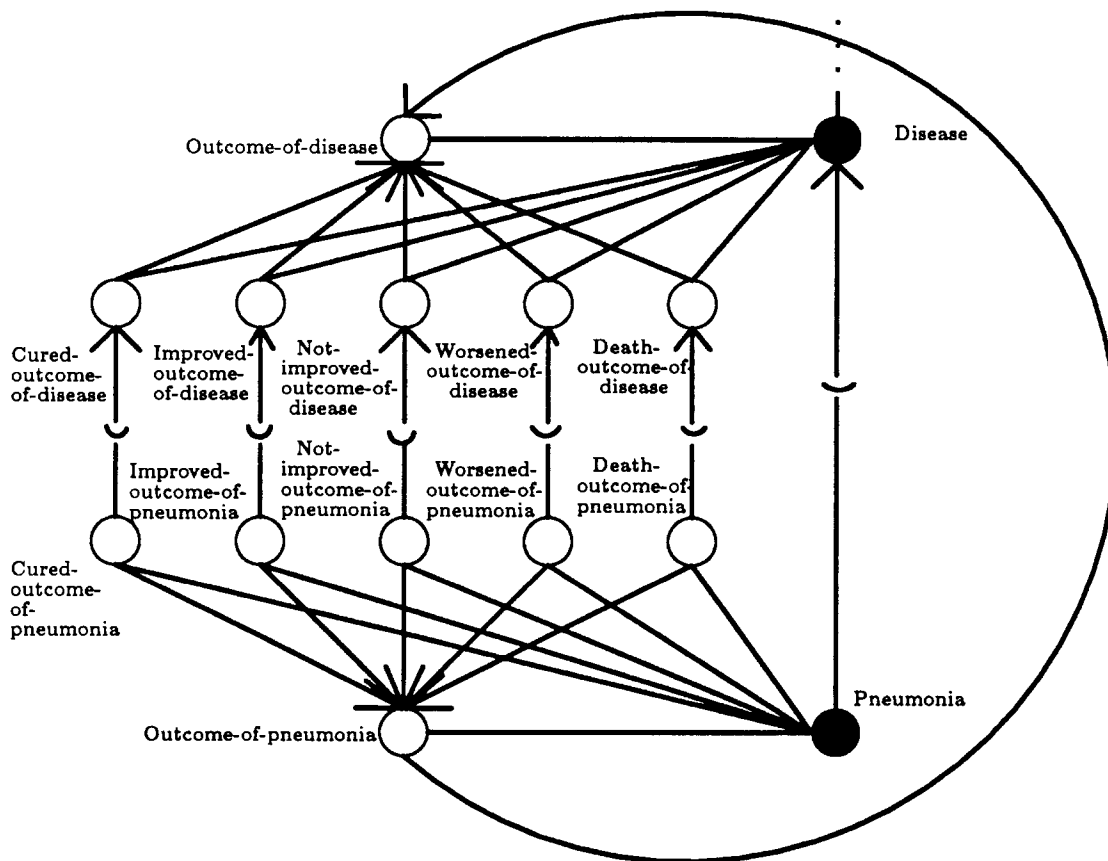 Outcome-of-disease
Disease
Cured-
outcome-
of-disease
Improved-
outcome-
of-disease
Not-
improved-
outcome-of-
disease
Worsened-
outcome-of-
disease
Death-
outcome-of-
disease
Improved-
outcome-of-
pneumonia
Not-
improved-
outcome-of-
pneumonia
Worsened-
outcome-of-
pneumonia
Death-
outcome-of-
pneumonia
Cured-
outcome-
of-
pneumonia
Pneumonia
Outcome-of-pneumonia